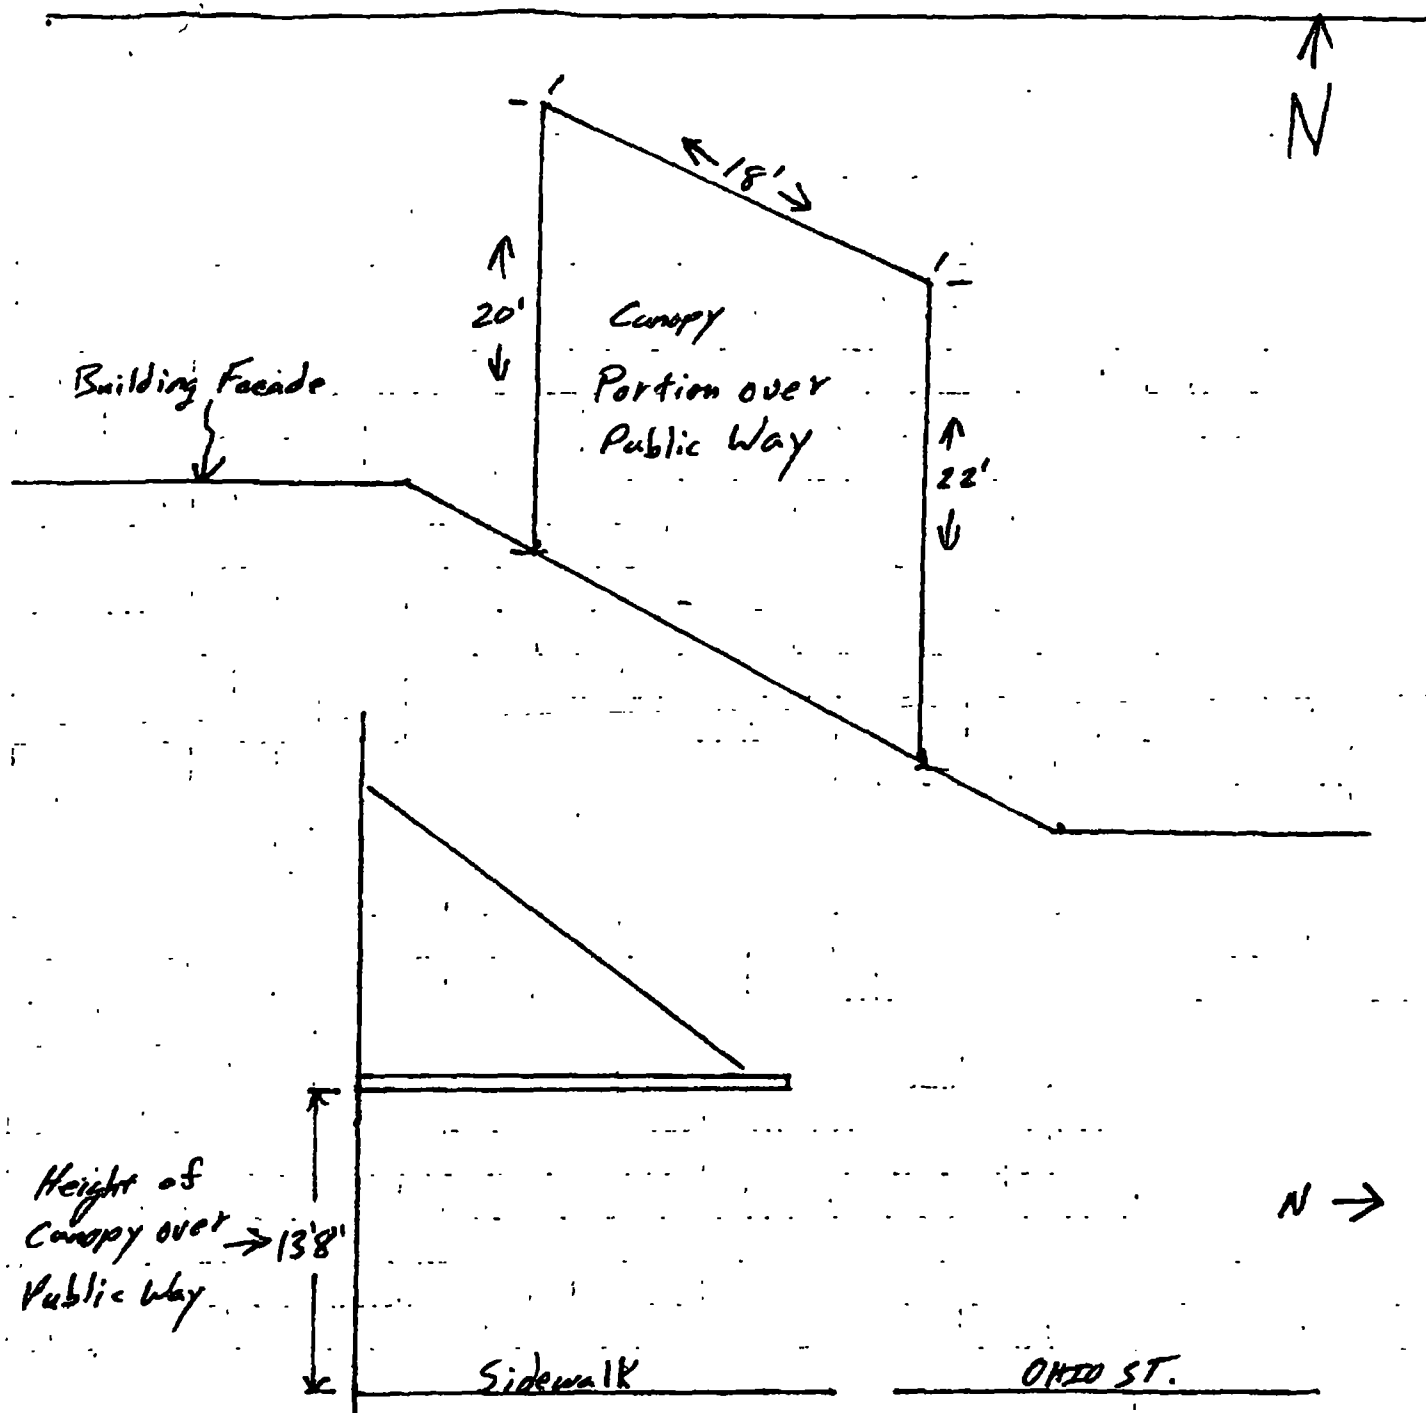 N
18'
20'
Canopy
Portion over
Public Way
Building Facade
22'
Height of
Canopy over
Public Way
13'8"
N
Sidewalk
OHIO ST.